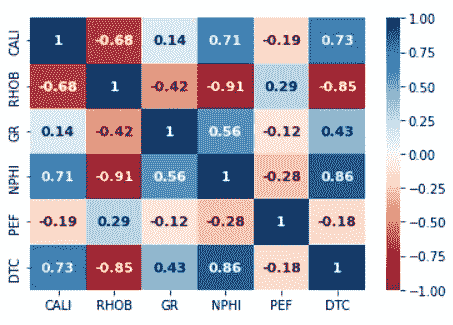 CALI 1 -0.68 0.14 0.71 -0.19 0.73
RHOB -0.68 1 -0.42 -0.91 0.29 -0.85
GR 0.14 -0.42 1 0.56 -0.12 0.43
NPHI 0.71 -0.91 0.56 1 -0.28 0.86
PEF -0.19 0.29 -0.12 -0.28 1 -0.18
DTC 0.73 -0.85 0.43 0.86 -0.18 1
CALI RHOB GR NPHI PEF DTC
1.00
0.75
0.50
0.25
0.00
-0.25
-0.50
-0.75
-1.00